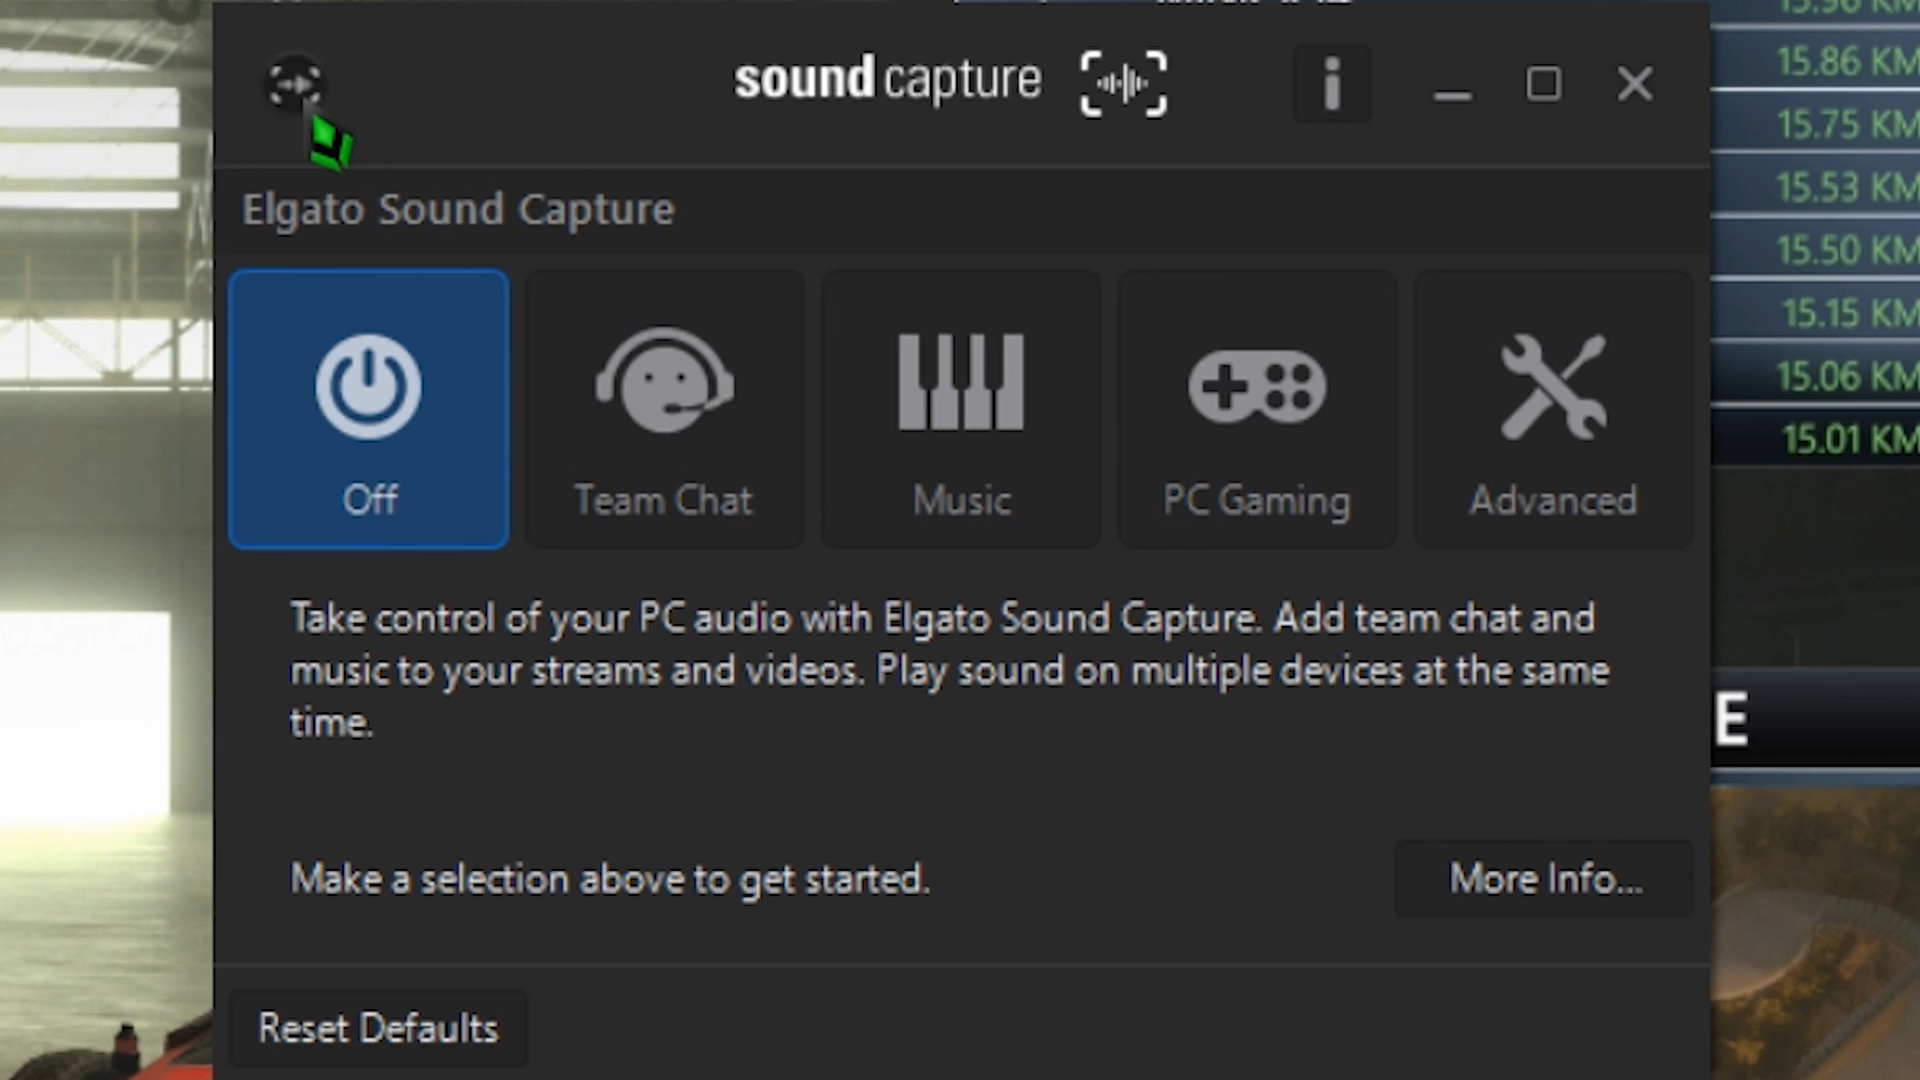 sound capture
Elgato Sound Capture
Off
Team Chat
Music
PC Gaming
Advanced
Take control of your PC audio with Elgato Sound Capture. Add team chat and
music to your streams and videos. Play sound on multiple devices at the same
time.
Make a selection above to get started.
More Info...
Reset Defaults
15.96 KM
15.86 KM
15.75 KM
15.53 KM
15.50 KM
15.15 KM
15.06 KM
15.01 KM
E